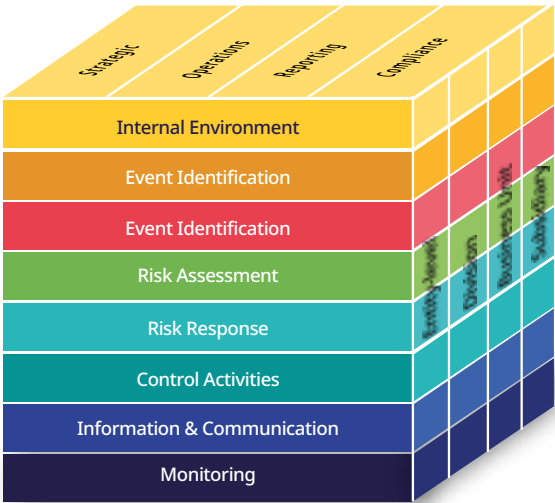 Strategic
Operations
Reporting
Compliance
Internal Environment
Event Identification
Event Identification
Risk Assessment
Risk Response
Control Activities
Information & Communication
Monitoring
Entity-level
Division
Business Unit
Subsidiary